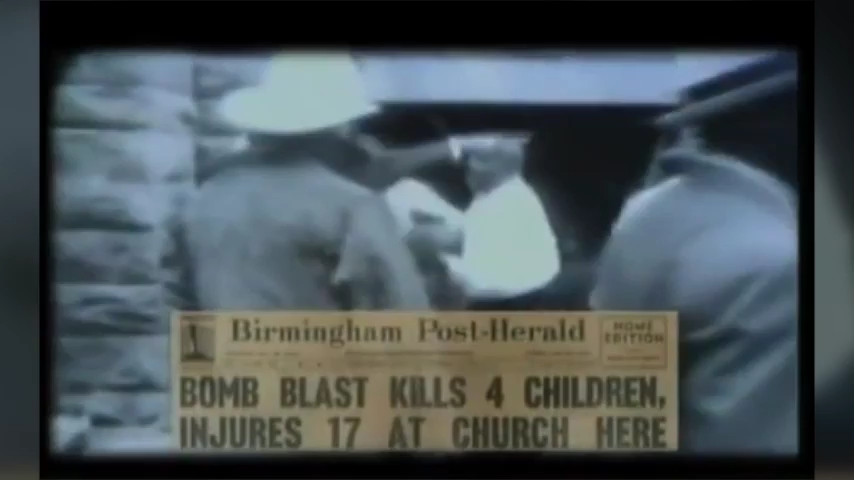 Birmingham Post-Herald
HOME
EDITION
BOMB BLAST KILLS 4 CHILDREN,
INJURES 17 AT CHURCH HERE